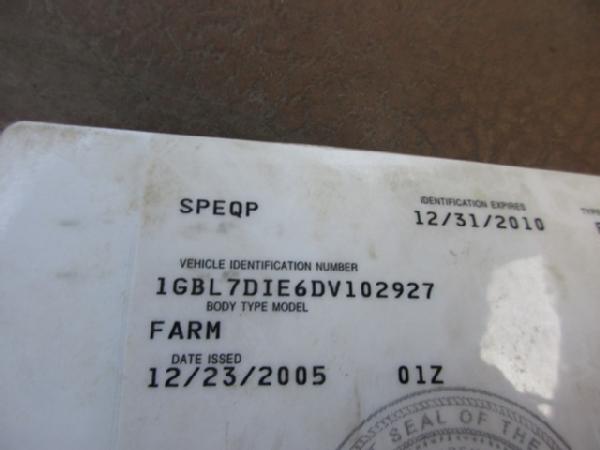 SPEQP
IDENTIFICATION EXPIRES
TYPE
12/31/2010
VEHICLE IDENTIFICATION NUMBER
1GBL7DIE6DV102927
BODY TYPE MODEL
FARM
DATE ISSED
12/23/2005 01Z
SEAL OF THE